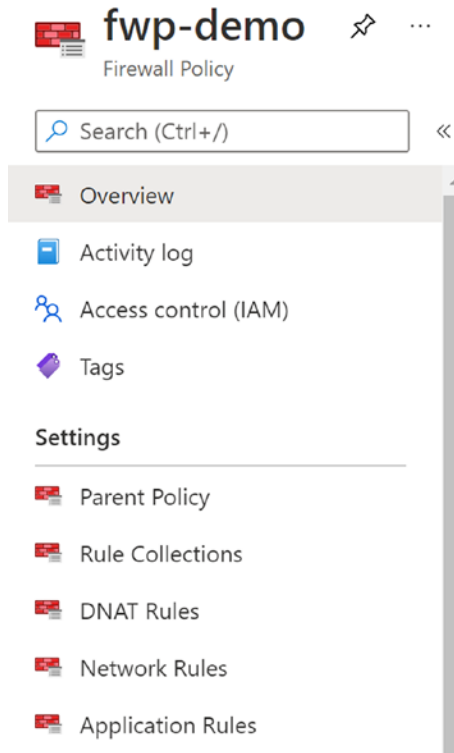 fwp-demo
Firewall Policy
Search (Ctrl+/)
Overview
Activity log
Access control (IAM)
Tags
Settings
Parent Policy
Rule Collections
DNAT Rules
Network Rules
Application Rules